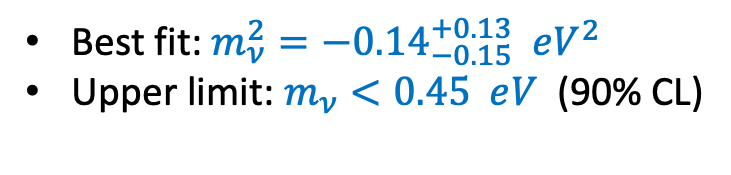 • Best fit: m_ν^2 = −0.14^{+0.13}_{−0.15} eV^2
• Upper limit: m_ν < 0.45 eV (90% CL)